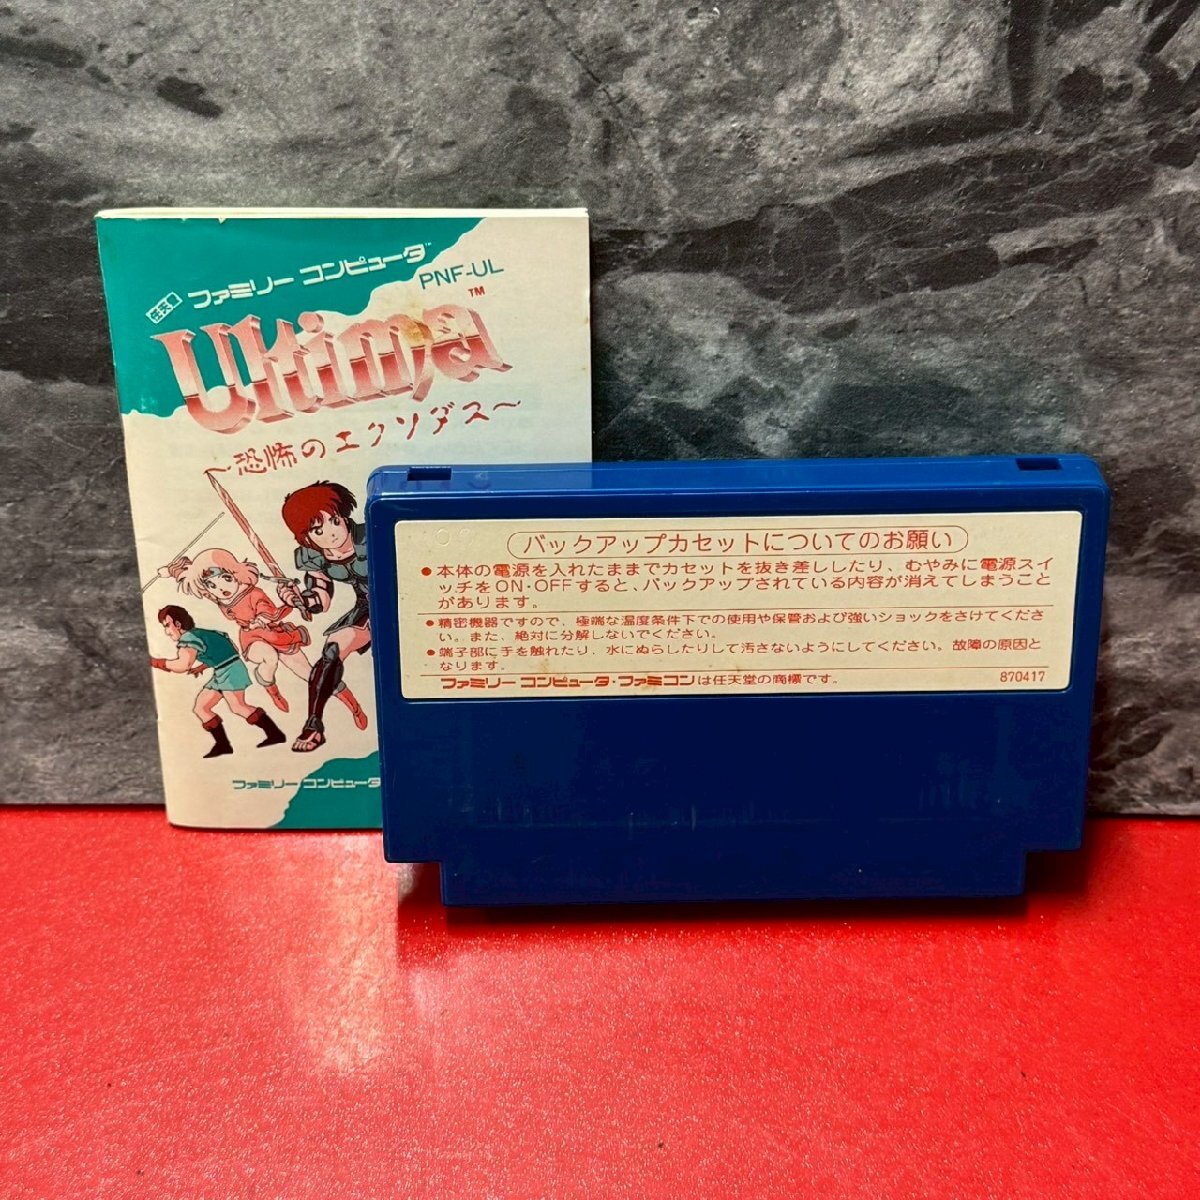 任天堂 ファミリー コンピュータ™
PNF-UL
Ultima™
～恐怖のエクソダス～
ファミリー コンピュータ
バックアップカセットについてのお願い
●本体の電源を入れたままでカセットを抜き差ししたり、むやみに電源スイ
ッチをON・OFFすると、バックアップされている内容が消えてしまうこと
があります。
●精密機器ですので、極端な温度条件下での使用や保管および強いショックをさけてくださ
い。また、絶対に分解しないでください。
●端子部に手を触れたり、水にぬらしたりして汚さないようにしてください。故障の原因と
なります。
ファミリー コンピュータ・ファミコンは任天堂の商標です。
870417